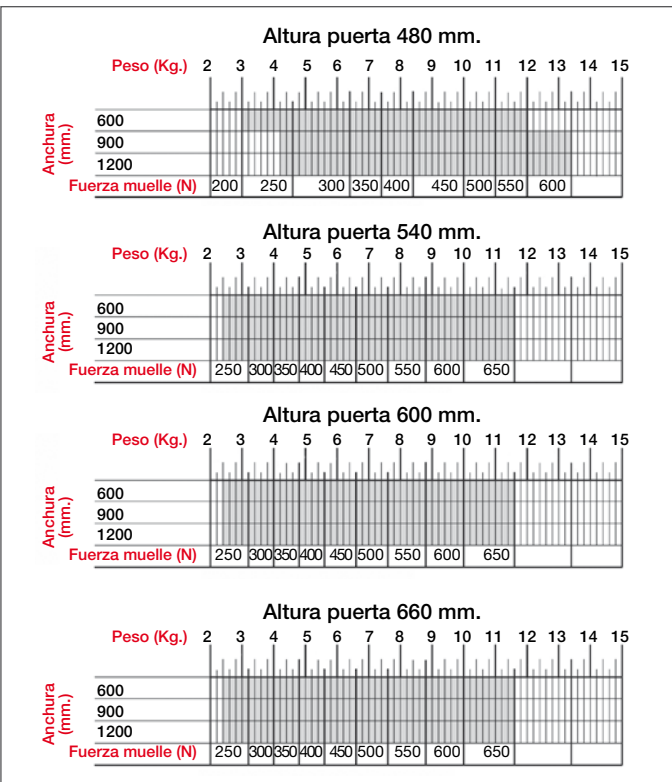 Altura puerta 480 mm.
Peso (Kg.) 2 3 4 5 6 7 8 9 10 11 12 13 14 15
Anchura (mm.)
600
900
1200
Fuerza muelle (N) 200 250 300 350 400 450 500 550 600
Altura puerta 540 mm.
Peso (Kg.) 2 3 4 5 6 7 8 9 10 11 12 13 14 15
Anchura (mm.)
600
900
1200
Fuerza muelle (N) 250 300 350 400 450 500 550 600 650
Altura puerta 600 mm.
Peso (Kg.) 2 3 4 5 6 7 8 9 10 11 12 13 14 15
Anchura (mm.)
600
900
1200
Fuerza muelle (N) 250 300 350 400 450 500 550 600 650
Altura puerta 660 mm.
Peso (Kg.) 2 3 4 5 6 7 8 9 10 11 12 13 14 15
Anchura (mm.)
600
900
1200
Fuerza muelle (N) 250 300 350 400 450 500 550 600 650